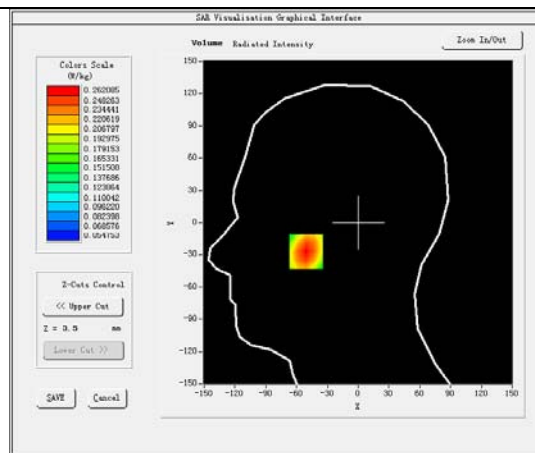 SAR Visualisation Graphical Interface
Volume Radiated Intensity
Zoom In/Out
Colors Scale
(W/kg)
0.262085
0.248263
0.234441
0.220619
0.206797
0.192975
0.179153
0.165331
0.151508
0.137686
0.123864
0.110042
0.096220
0.082398
0.068576
0.054753
Z-Cuts Control
<< Upper Cut
Z = 3.5 mm
Lower Cut >>
SAVE
Cancel
150-
120-
90-
60-
30-
0-
-30-
-60-
-90-
-120-
-150-
Y
-150 -120 -90 -60 -30 0 30 60 90 120 150
X